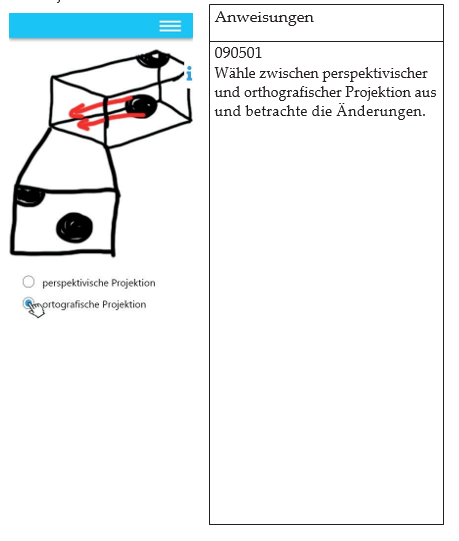 Anweisungen
090501
Wähle zwischen perspektivischer
und orthografischer Projektion aus
und betrachte die Änderungen.
i
perspektivische Projektion
ortografische Projektion